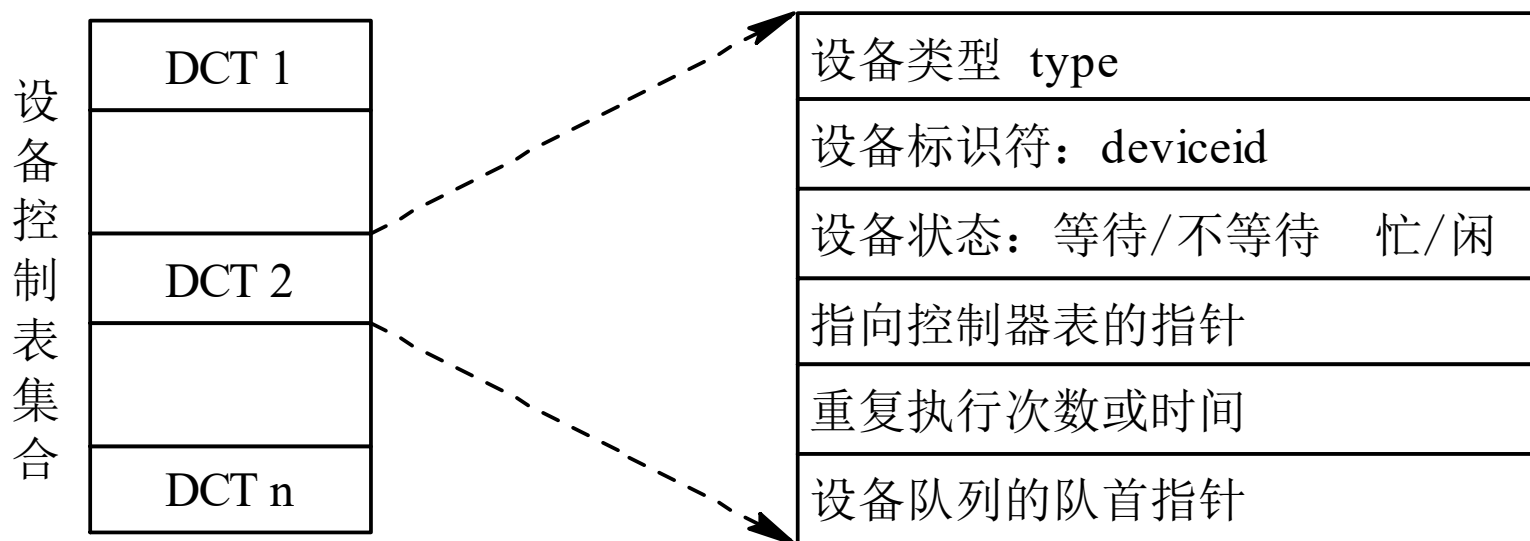 设备控制表集合
DCT 1
DCT 2
DCT n
设备类型 type
设备标识符：deviceid
设备状态：等待/不等待 忙/闲
指向控制器表的指针
重复执行次数或时间
设备队列的队首指针